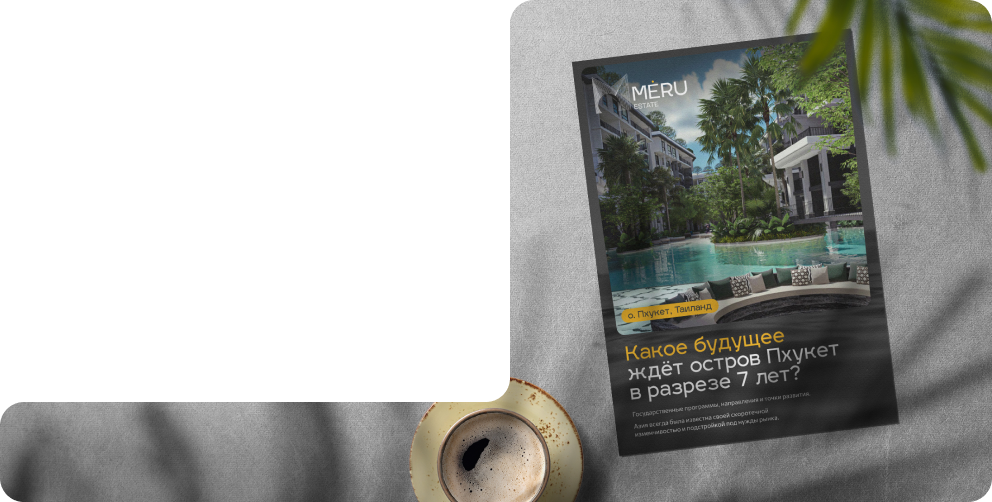 MERU
ESTATE
о. Пхукет, Таиланд
Какое будущее
ждёт остров Пхукет
в разрезе 7 лет?
Государственные программы, направления и точки развития.
Азия всегда была известна своей скоротечной
изменчивостью и подстройкой под нужды рынка.